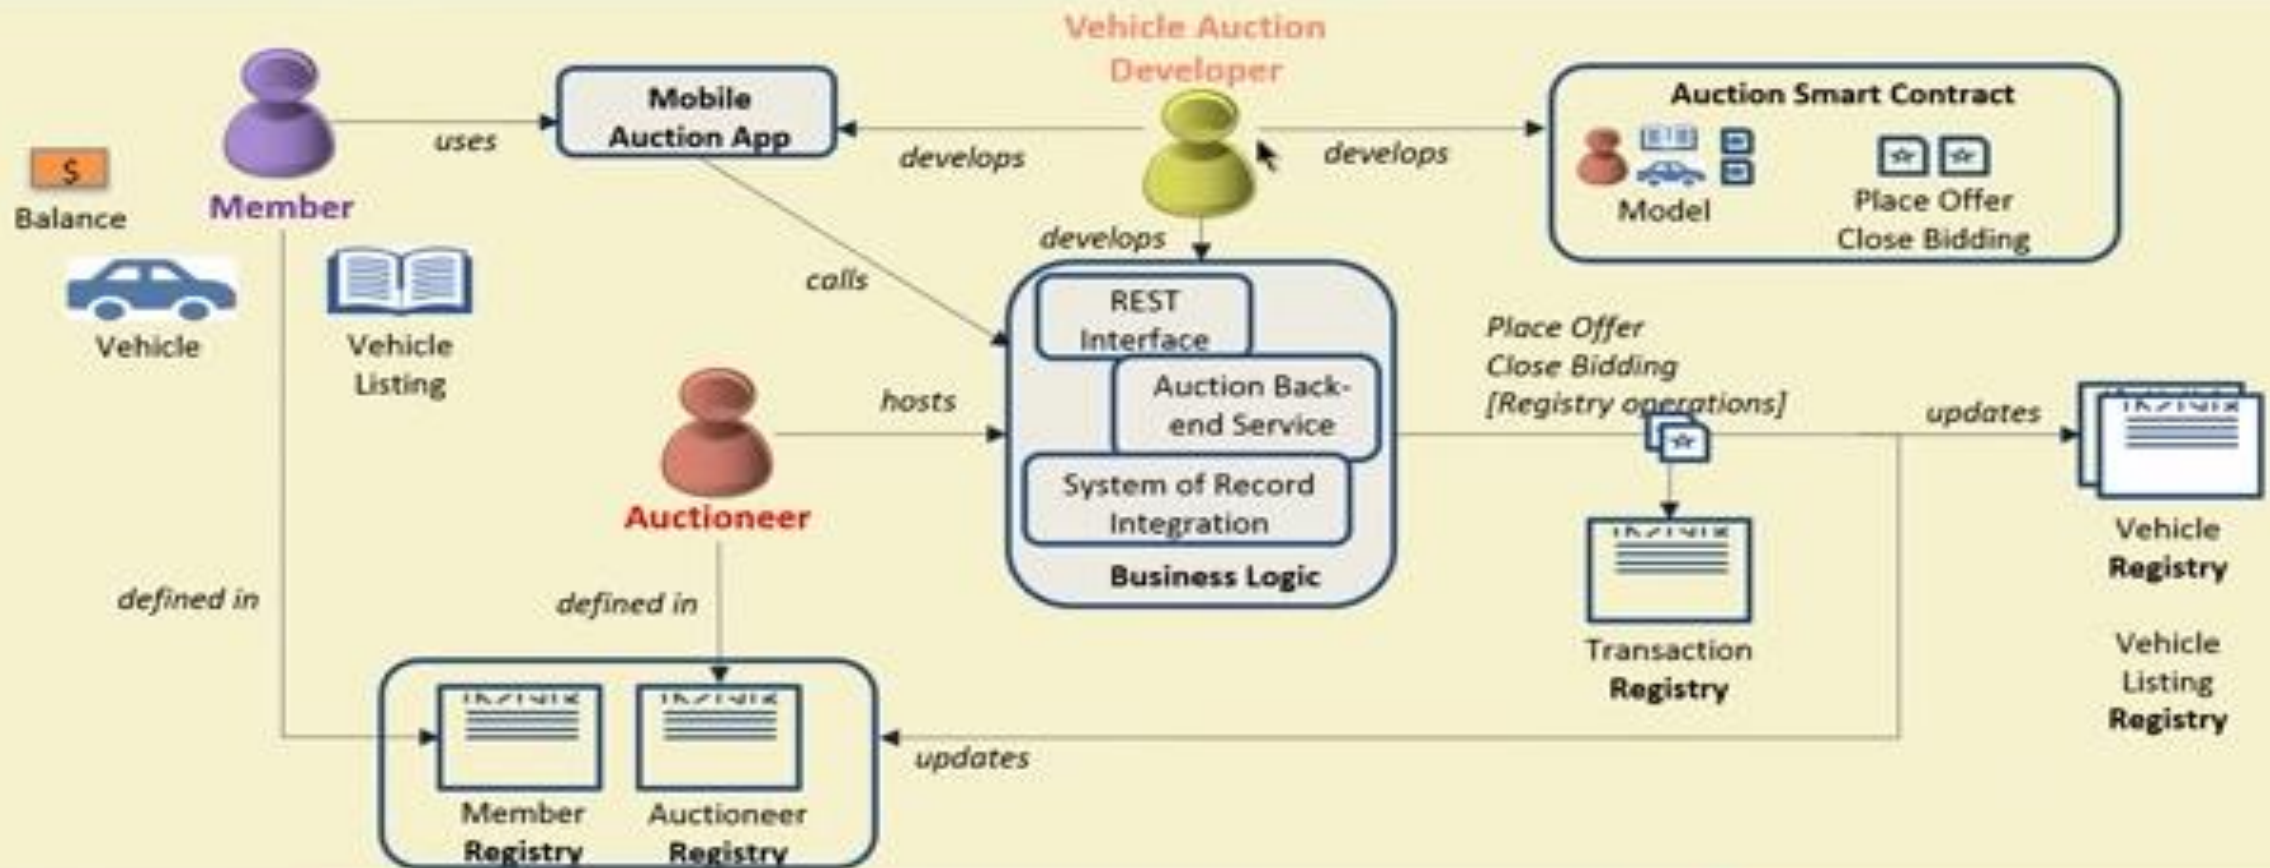 Vehicle Auction
Developer
Mobile
Auction App
Auction Smart Contract
uses
develops
develops
$
Balance
Member
Model
Place Offer
Close Bidding
develops
calls
Vehicle
Vehicle
Listing
REST
Interface
Place Offer
Close Bidding
[Registry operations]
hosts
Auction Back-
end Service
updates
System of Record
Integration
Auctioneer
Business Logic
Vehicle
Registry
defined in
defined in
Transaction
Registry
Vehicle
Listing
Registry
updates
Member
Registry
Auctioneer
Registry